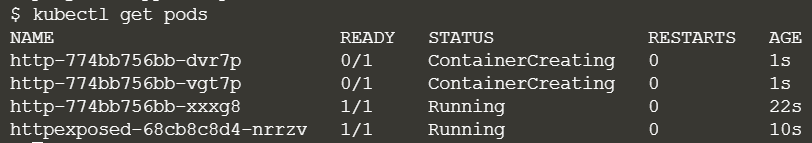 $ kubectl get pods
NAME READY STATUS RESTARTS AGE
http-774bb756bb-dvr7p 0/1 ContainerCreating 0 1s
http-774bb756bb-vgt7p 0/1 ContainerCreating 0 1s
http-774bb756bb-xxxg8 1/1 Running 0 22s
httpexposed-68cb8c8d4-nrrzv 1/1 Running 0 10s